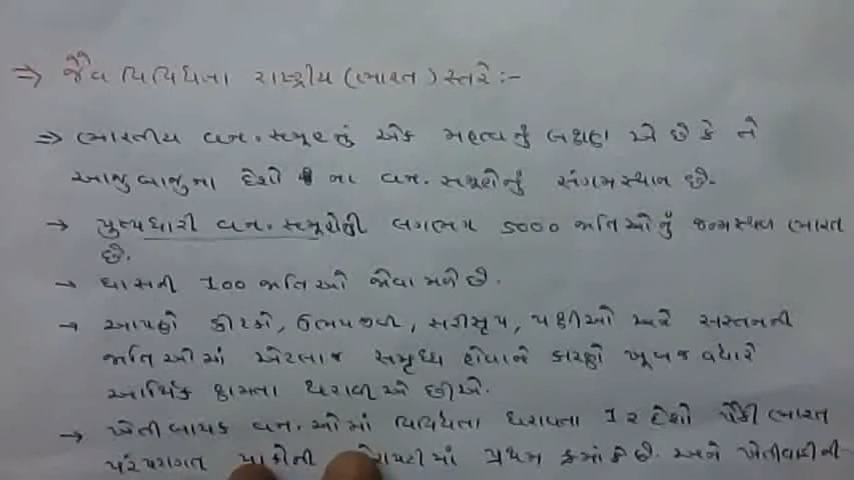 ⇒ જૈવ વિવિધતા રાષ્ટ્રીય (ભારત) સ્તરે :-
⇒ ભારતીય વન. સમૂહનું એક મહત્વનું લક્ષણ એ છે કે તે
આજુબાજુના દેશો ના વન. સમૂહોનું સંગમસ્થાન છે.
→ પુષ્પધારી વન. સમૂહોની લગભગ 5000 જાતિઓનું જન્મસ્થળ ભારત
છે.
→ ઘાસની 100 જાતિઓ જોવા મળે છે.
→ આપણે કીટકો, ઉભયજીવી, સરીસૃપ, પક્ષીઓ અને સસ્તનની
જાતિઓમાં એટલાજ સમૃધ્ધ હોવાને કારણે ખૂબજ વધારે
આર્થિક ક્ષમતા ધરાવીએ છીએ.
→ ખેતીલાયક વન. ઓમાં વિવિધતા ધરાવતા 12 દેશો પૈકી ભારત
પરંપરાગત પાકોની માં પ્રથમ ક્રમાંકે છે. અને ખેતીવાડીની